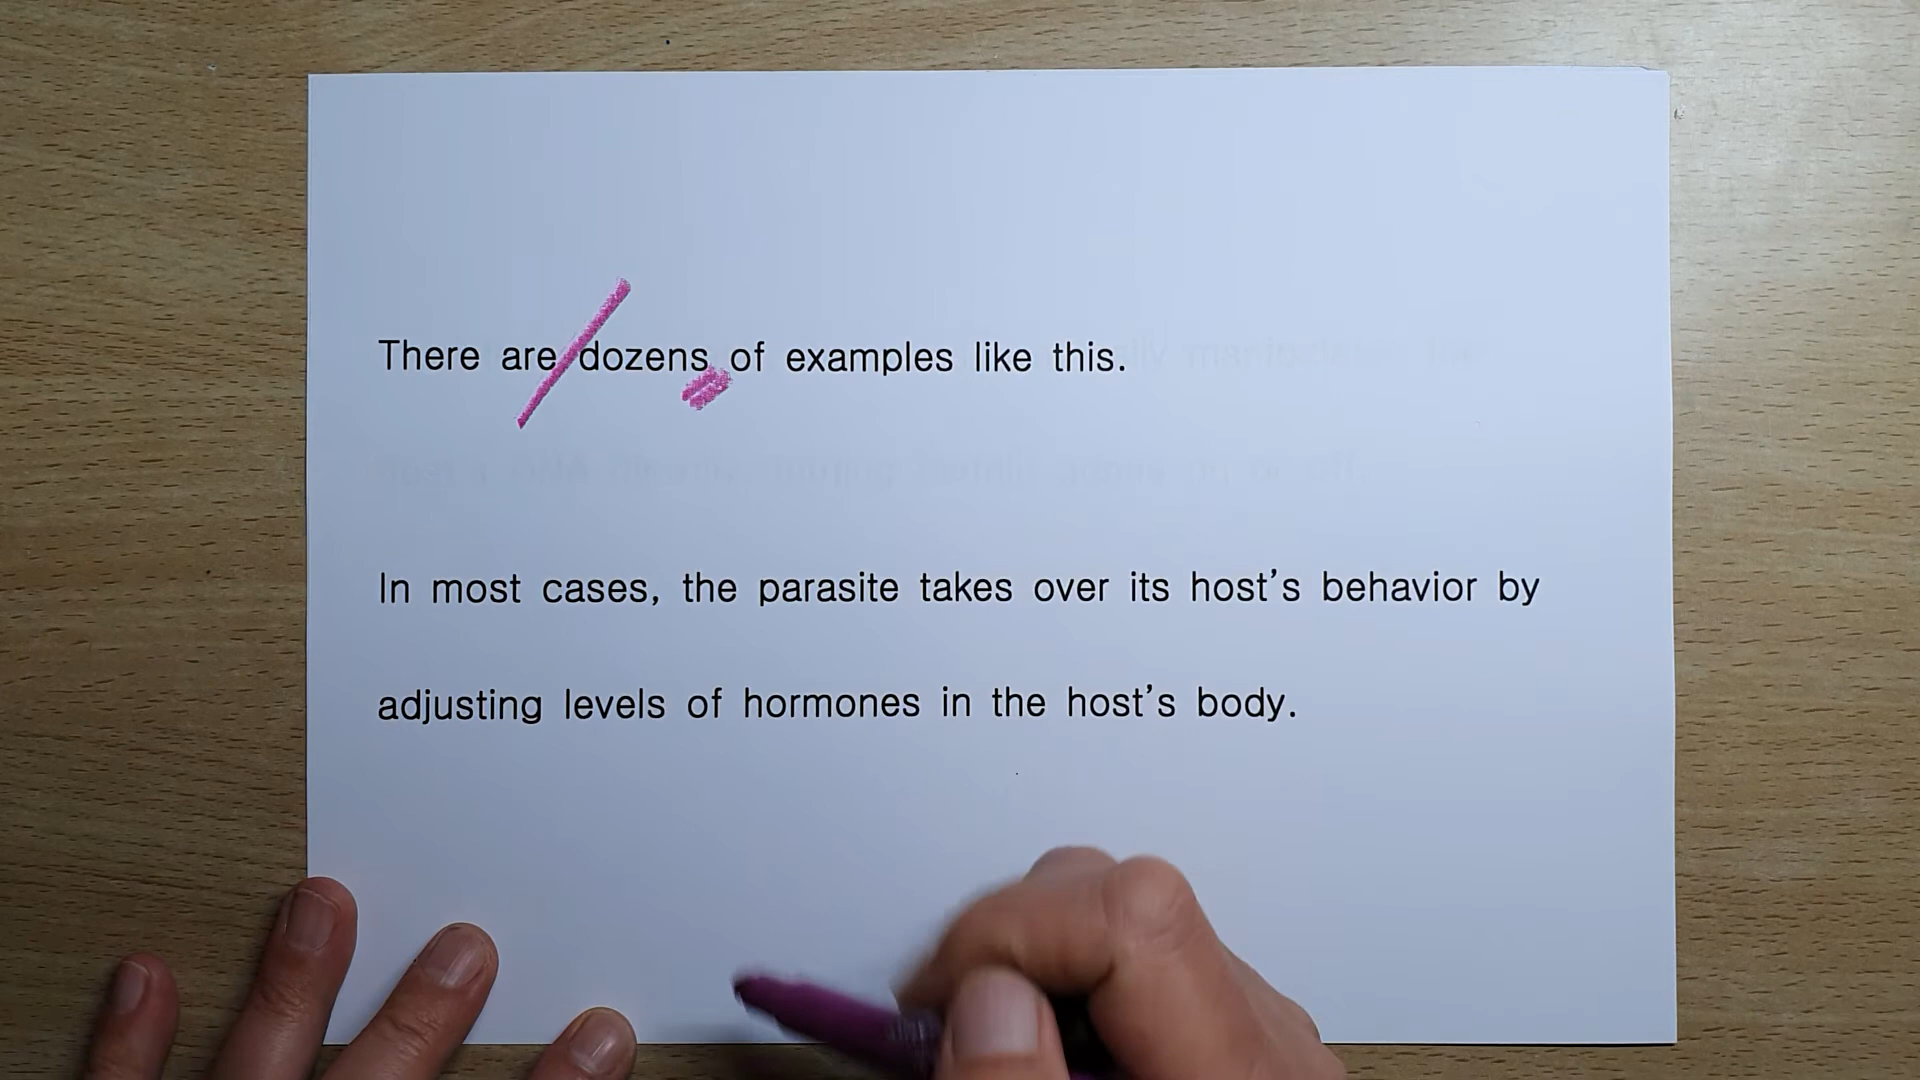 There are dozens of examples like this.
In most cases, the parasite takes over its host's behavior by
adjusting levels of hormones in the host's body.